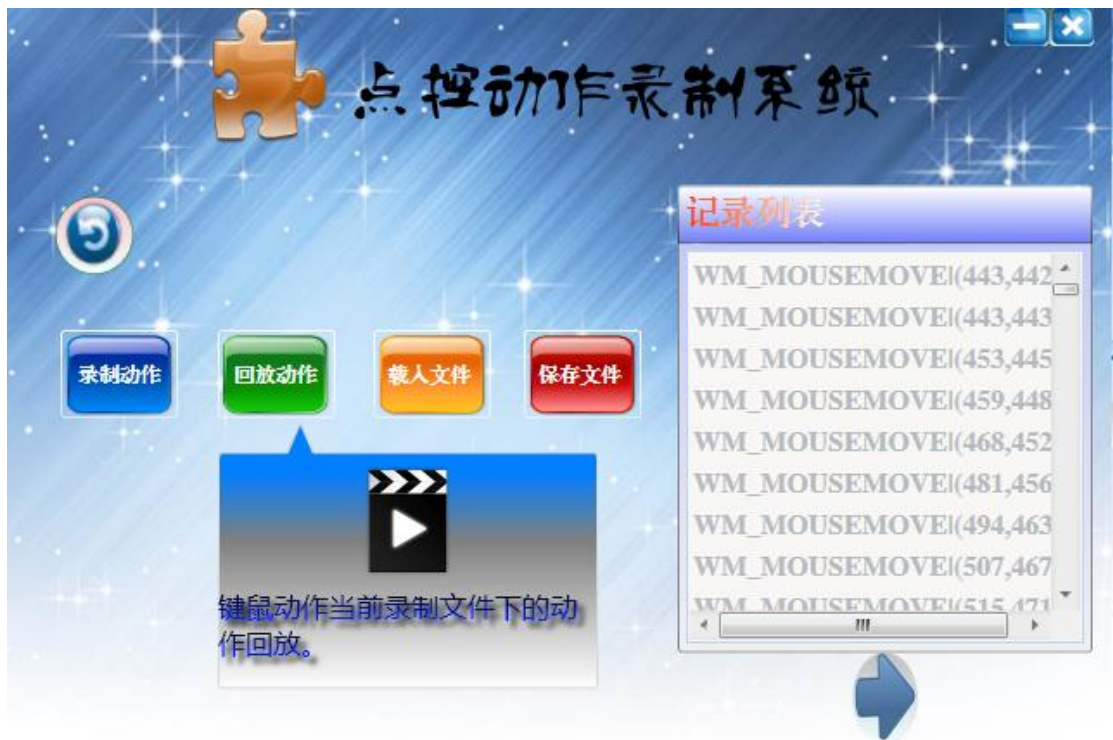 点控动作录制系统
记录列表
WM_MOUSEMOVE|(443,442
WM_MOUSEMOVE|(443,443
WM_MOUSEMOVE|(453,445
WM_MOUSEMOVE|(459,448
WM_MOUSEMOVE|(468,452
WM_MOUSEMOVE|(481,456
WM_MOUSEMOVE|(494,463
WM_MOUSEMOVE|(507,467
WM_MOUSEMOVE|(515,471
录制动作
回放动作
载入文件
保存文件
键鼠动作当前录制文件下的动
作回放。